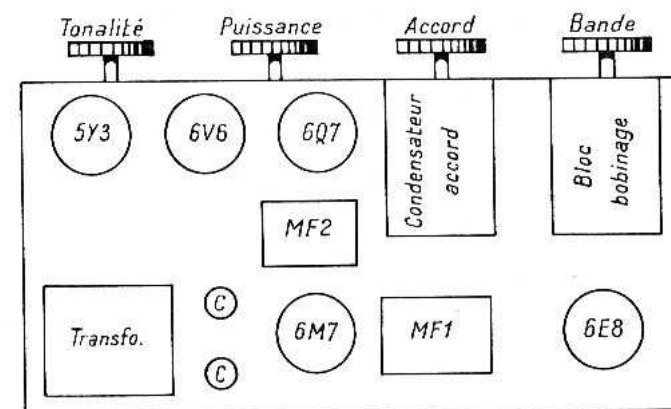 Tonalité Puissance Accord Bande
5Y3 6V6 6Q7
Condensateur
accord
Bloc
bobinage
MF2
Transfo. C 6M7 MF1 6E8
C